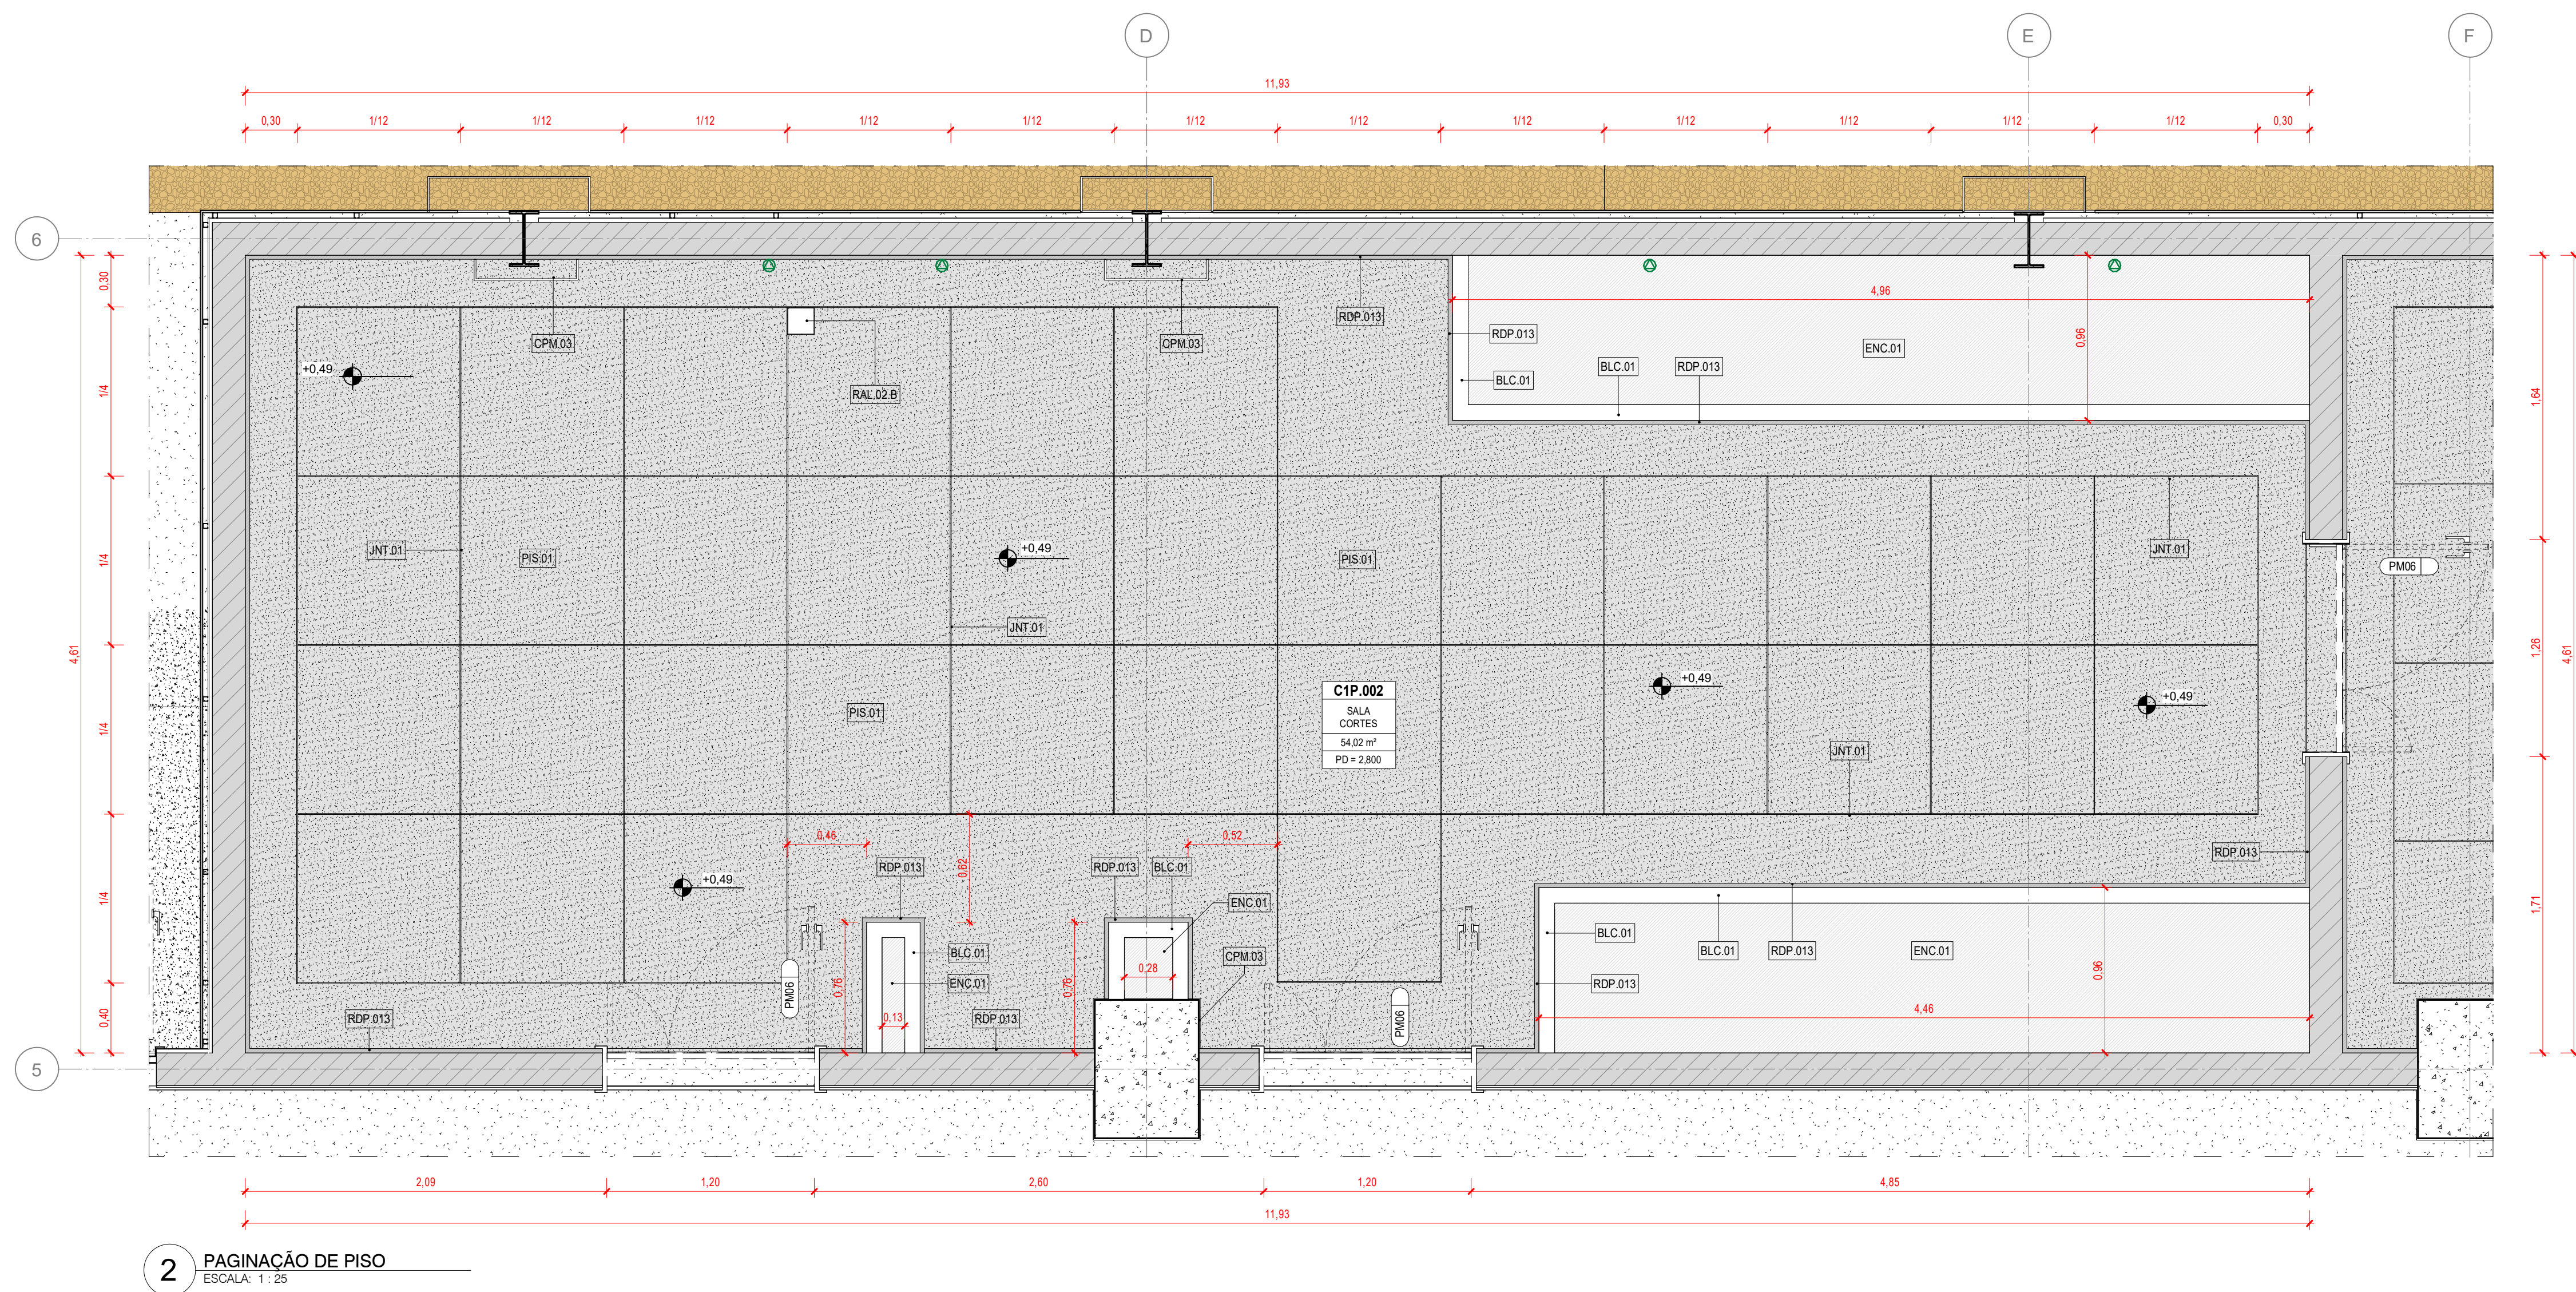 D
E
F
11,93
0,30
1/12
1/12
1/12
1/12
1/12
1/12
1/12
1/12
1/12
1/12
1/12
1/12
0,30
6
0,30
4,96
CPM.03
CPM.03
RDP.013
RDP.013
0,96
ENC.01
+0,49
BLC.01
BLC.01
RDP.013
RAL.02.B
1/4
1,64
JNT.01
PIS.01
+0,49
PIS.01
JNT.01
PM06
1/4
JNT.01
4,61
1,26
4,61
C1P.002
SALA
CORTES
54,02 m²
PD = 2,800
+0,49
+0,49
PIS.01
1/4
JNT.01
0,46
0,52
0,62
RDP.013
RDP.013
BLC.01
RDP.013
+0,49
1/4
ENC.01
1,71
BLC.01
BLC.01
RDP.013
ENC.01
BLC.01
CPM.03
0,28
0,96
0,76
ENC.01
0,76
RDP.013
PM06
PM06
4,46
0,40
RDP.013
0,13
RDP.013
5
2,09
1,20
2,60
1,20
4,85
11,93
2
PAGINAÇÃO DE PISO
ESCALA: 1 : 25